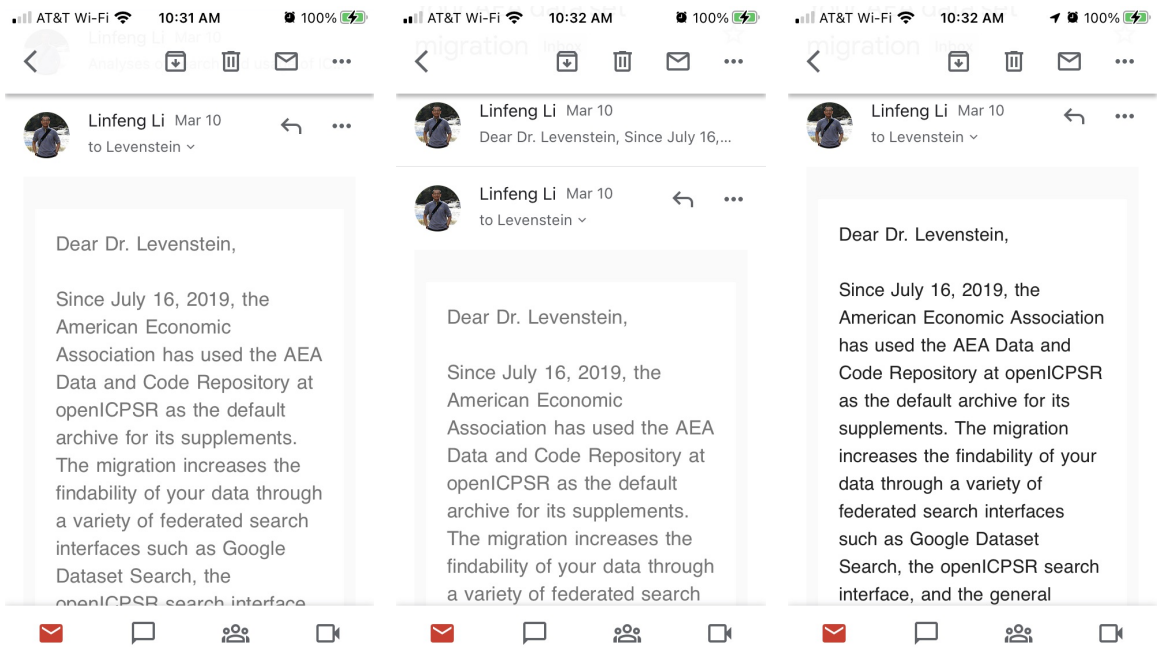 AT&T Wi-Fi 10:31 AM 100%
Linfeng Li Mar 10
Linfeng Li Mar 10
to Levenstein
Dear Dr. Levenstein,
Since July 16, 2019, the
American Economic
Association has used the AEA
Data and Code Repository at
openICPSR as the default
archive for its supplements.
The migration increases the
findability of your data through
a variety of federated search
interfaces such as Google
Dataset Search, the
openICPSR search interface
AT&T Wi-Fi 10:32 AM 100%
migration Inbox
Linfeng Li Mar 10
Dear Dr. Levenstein, Since July 16,...
Linfeng Li Mar 10
to Levenstein
Dear Dr. Levenstein,
Since July 16, 2019, the
American Economic
Association has used the AEA
Data and Code Repository at
openICPSR as the default
archive for its supplements.
The migration increases the
findability of your data through
a variety of federated search
AT&T Wi-Fi 10:32 AM 100%
migration Inbox
Linfeng Li Mar 10
to Levenstein
Dear Dr. Levenstein,
Since July 16, 2019, the
American Economic Association
has used the AEA Data and
Code Repository at openICPSR
as the default archive for its
supplements. The migration
increases the findability of your
data through a variety of
federated search interfaces
such as Google Dataset
Search, the openICPSR search
interface, and the general